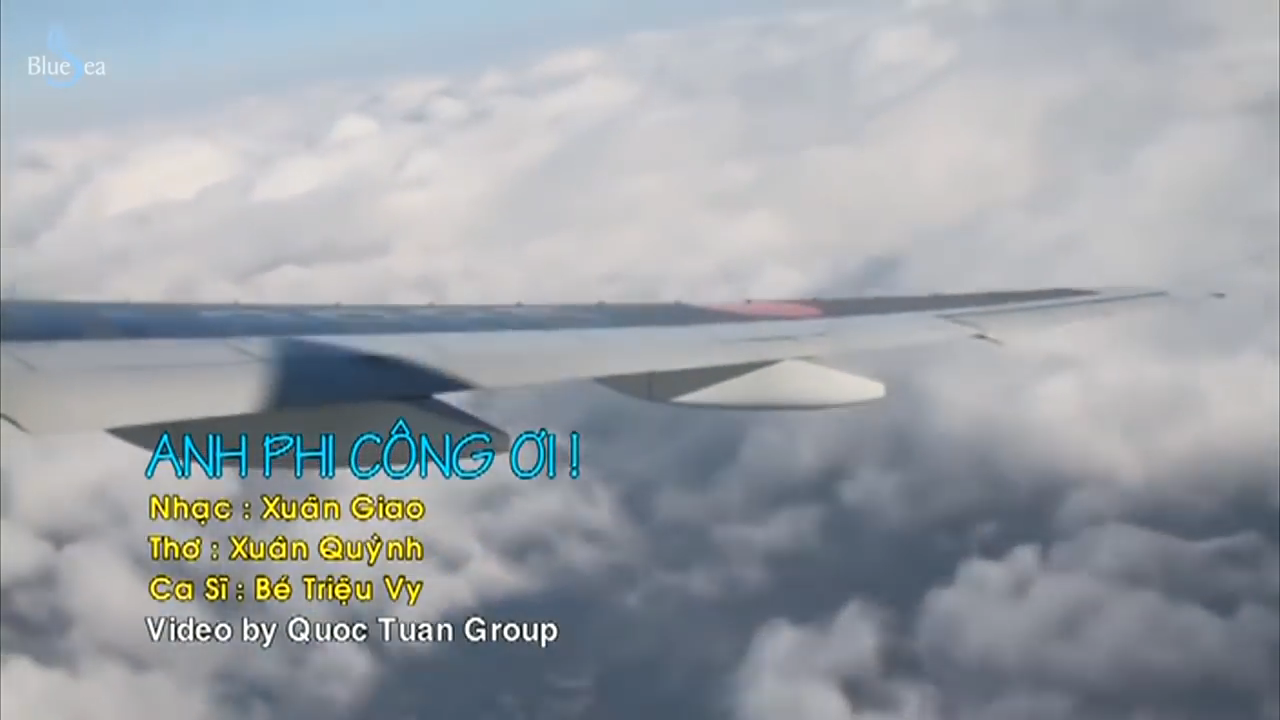 BlueSea
ANH PHI CÔNG ƠI !
Nhạc : Xuân Giao
Thơ : Xuân Quỳnh
Ca Sĩ : Bé Triệu Vy
Video by Quoc Tuan Group